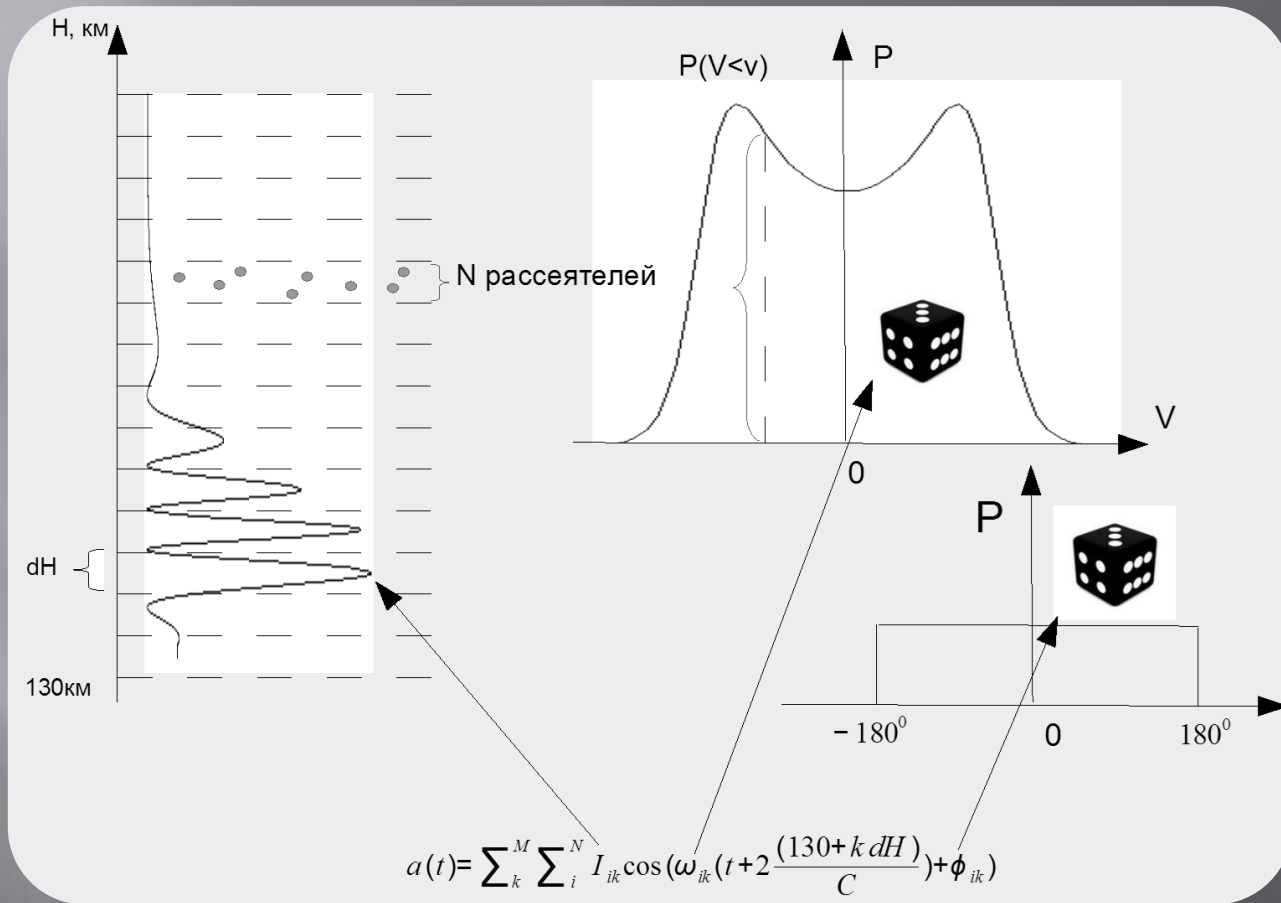 H, км
P(V<v)
P
N рассеятелей
V
0
dH
130км
P
−180⁰
0
180⁰
a(t)= ∑ₖᴹ ∑ᵢᴺ Iᵢₖ cos(ωᵢₖ(t+2 (130+k dH)/C)+ϕᵢₖ)